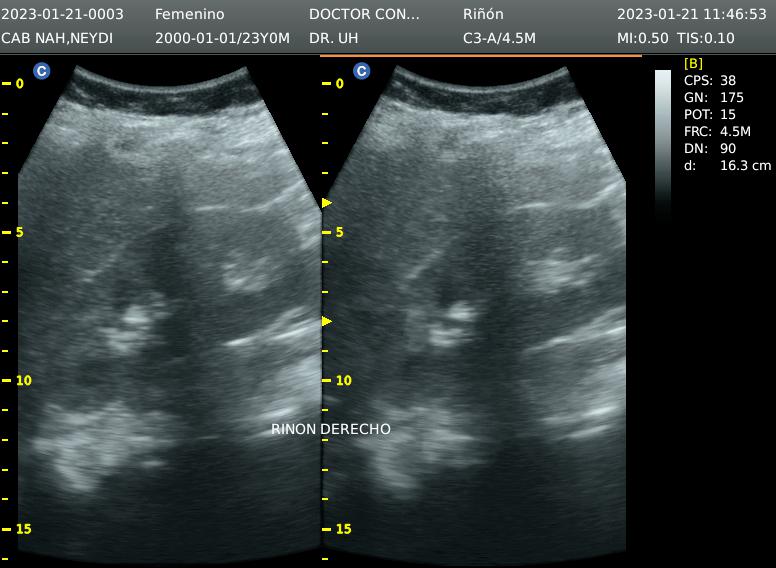 2023-01-21-0003 Femenino DOCTOR CON... Riñón 2023-01-21 11:46:53
CAB NAH,NEYDI 2000-01-01/23Y0M DR. UH C3-A/4.5M MI:0.50 TIS:0.10
C C [B]
0 0 CPS: 38
GN: 175
POT: 15
FRC: 4.5M
DN: 90
d: 16.3 cm
5 5
10 10
RINON DERECHO
15 15